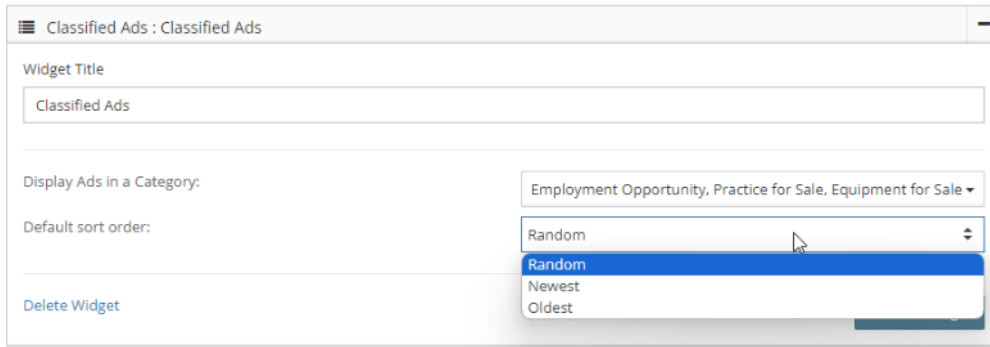 Classified Ads : Classified Ads
Widget Title
Classified Ads
Display Ads in a Category:
Employment Opportunity, Practice for Sale, Equipment for Sale
Default sort order:
Random
Random
Newest
Oldest
Delete Widget